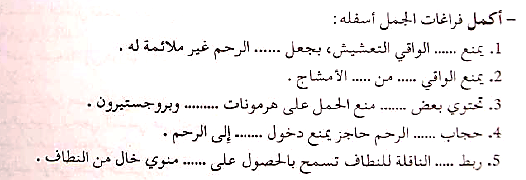 – أكمل فراغات الجمل أسفله:
1. يمنع ...... الواقي التعشيش، بجعل ...... الرحم غير ملائمة له .
2. يمنع الواقي ..... من ..... الأمشاج .
3. تحتوي بعض ....... منع الحمل على هرمونات ......... وبروجستيرون .
4. حجاب ...... الرحم حاجز يمنع دخول ........ إلى الرحم .
5. ربط ..... الناقلة للنطاف تسمح بالحصول على ...... منوي خال من النطاف .